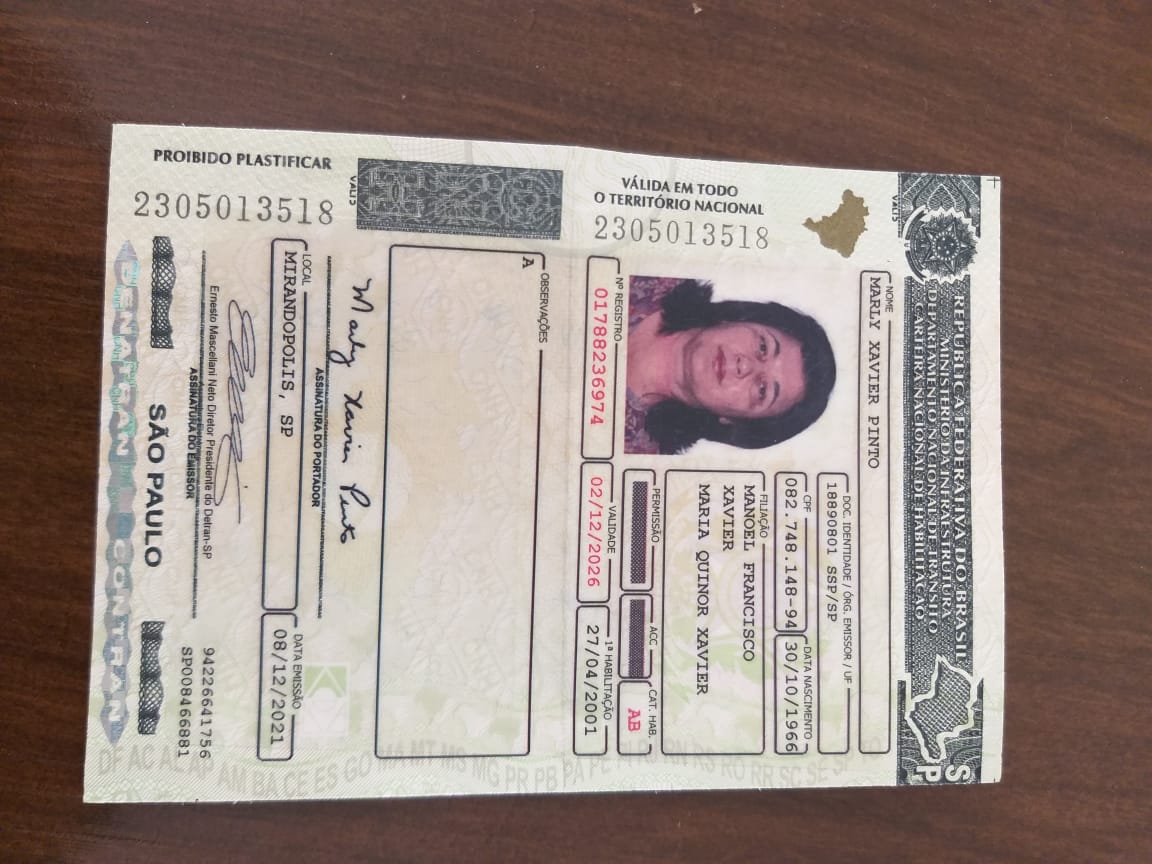 REPÚBLICA FEDERATIVA DO BRASIL
MINISTÉRIO DA INFRAESTRUTURA
DEPARTAMENTO NACIONAL DE TRÂNSITO
CARTEIRA NACIONAL DE HABILITAÇÃO
SP
VÁLIDA EM TODO
O TERRITÓRIO NACIONAL
2305013518
NOME
MARLY XAVIER PINTO
DOC. IDENTIDADE / ÓRG. EMISSOR / UF
18890801 SSP/SP
CPF
082.748.148-94
DATA NASCIMENTO
30/10/1966
FILIAÇÃO
MANOEL FRANCISCO
XAVIER
MARIA QUINOR XAVIER
PERMISSÃO
ACC
CAT. HAB.
AB
Nº REGISTRO
01788236974
VALIDADE
02/12/2026
1ª HABILITAÇÃO
27/04/2001
OBSERVAÇÕES
A
Marly Xavier Pinto
ASSINATURA DO PORTADOR
LOCAL
MIRANDOPOLIS, SP
DATA EMISSÃO
08/12/2021
Ernesto Mascellani Neto Diretor Presidente do Detran-SP
ASSINATURA DO EMISSOR
94226641756
SP008466881
SÃO PAULO
DENATRAN CONTRAN
PROIBIDO PLASTIFICAR
2305013518
DF AC AL AP AM BA CE ES GO MA MT MS MG PR PB PA PE PI RJ RN RS RO RR SC SE SP TO